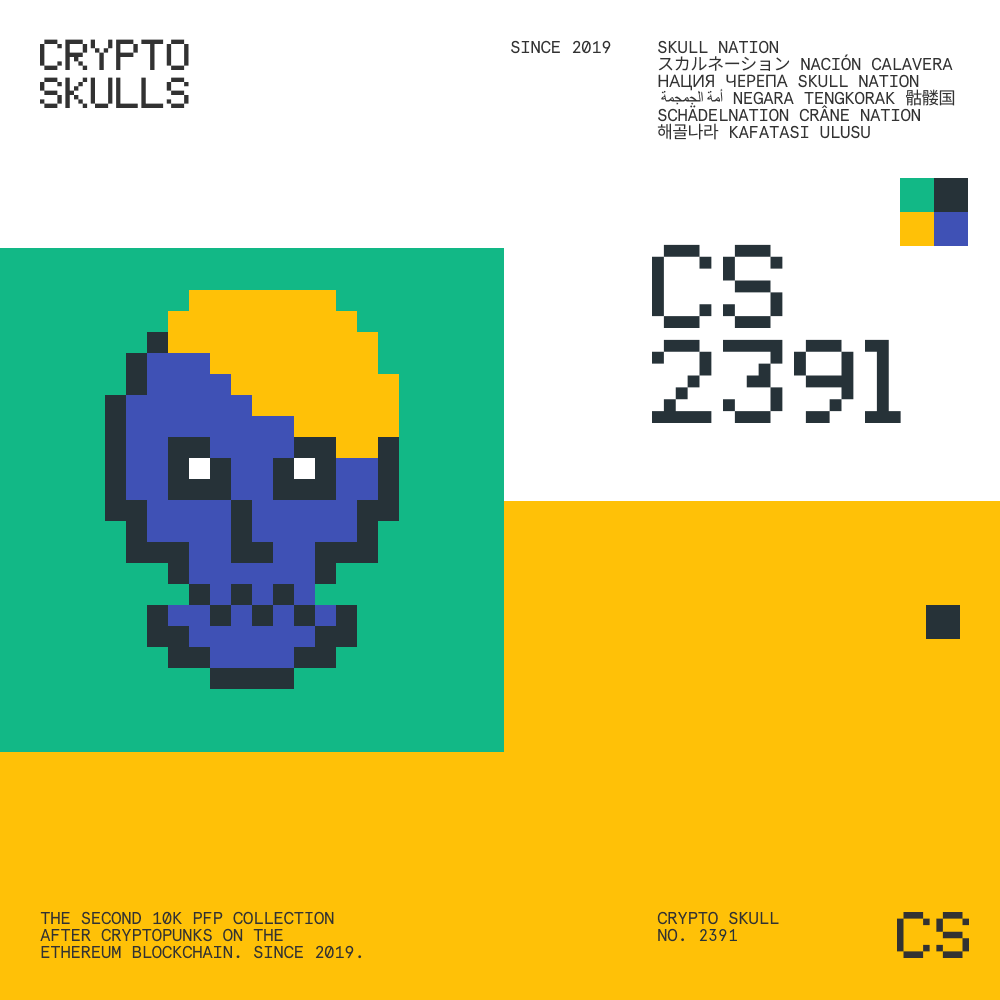 CRYPTO
SKULLS
SINCE 2019
SKULL NATION
スカルネーション NACIÓN CALAVERA
НАЦИЯ ЧЕРЕПА SKULL NATION
أمة الجمجمة NEGARA TENGKORAK 骷髅国
SCHÄDELNATION CRÂNE NATION
해골나라 KAFATASI ULUSU
CS
2391
THE SECOND 10K PFP COLLECTION
AFTER CRYPTOPUNKS ON THE
ETHEREUM BLOCKCHAIN. SINCE 2019.
CRYPTO SKULL
NO. 2391
CS